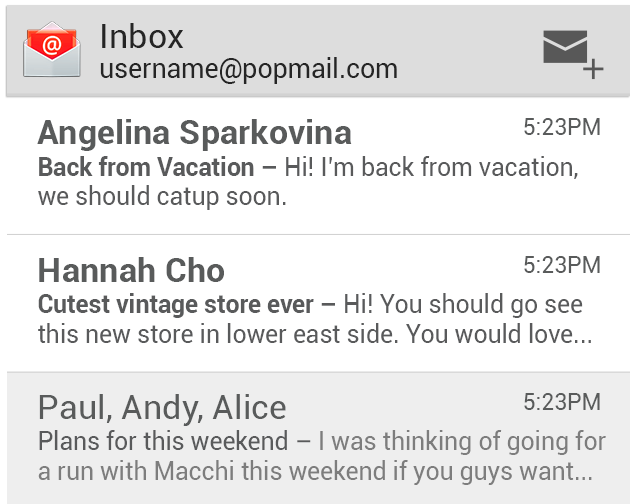 Inbox
username@popmail.com
Angelina Sparkovina 5:23PM
Back from Vacation – Hi! I'm back from vacation,
we should catup soon.
Hannah Cho 5:23PM
Cutest vintage store ever – Hi! You should go see
this new store in lower east side. You would love...
Paul, Andy, Alice 5:23PM
Plans for this weekend – I was thinking of going for
a run with Macchi this weekend if you guys want...